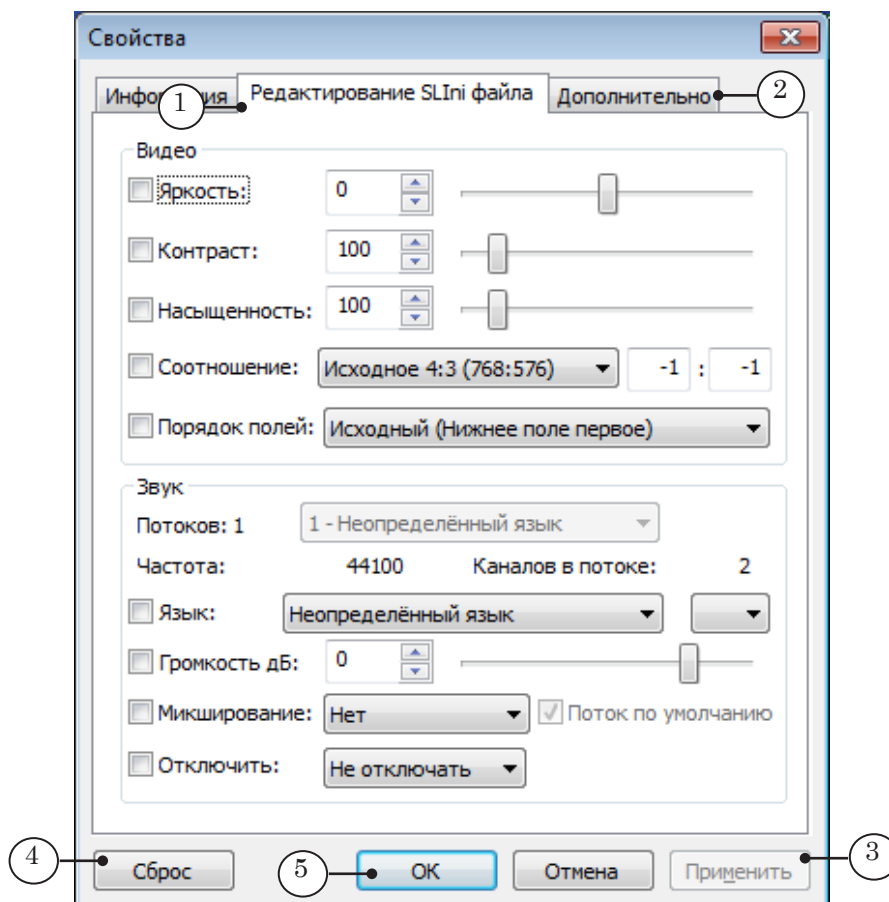 Свойства
Редактирование SLIni файла
Дополнительно
1
2
Видео
Яркость: 0
Контраст: 100
Насыщенность: 100
Соотношение: Исходное 4:3 (768:576) -1 : -1
Порядок полей: Исходный (Нижнее поле первое)
Звук
Потоков: 1 1 - Неопределённый язык
Частота: 44100 Каналов в потоке: 2
Язык: Неопределённый язык
Громкость дБ: 0
Микширование: Нет Поток по умолчанию
Отключить: Не отключать
4 Сброс 5 ОК Отмена Применить 3